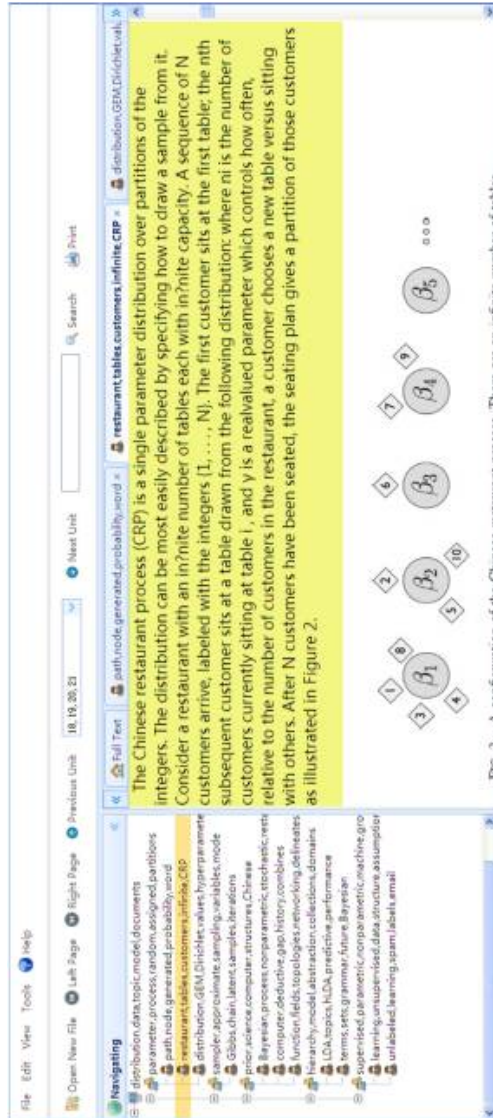 File Edit View Tools Help
Open New File Left Page Right Page Previous Unit 18, 19, 20, 21 Next Unit Search Print
Navigating
distribution,data,topic,model,documents
parameter,process,random,assigned,partitions
path,node,generated,probability,word
restaurant,tables,customers,infinite,CRP
distribution,GEM,Dirichlet,values,hyperparamete
sampler,approximate,sampling,variables,mode
Gibbs,chain,latent,samples,iterations
prior,science,computer,structures,Chinese
Bayesian,process,nonparametric,stochastic,resta
computer,deductive,gap,history,combines
function,fields,topologies,networking,delineates
hierarchy,model,abstraction,collections,domains
LDA,topics,hLDA,predictive,performance
terms,sets,grammar,future,Bayesian
supervised,parametric,nonparametric,machine,gro
learning,unsupervised,data,structure,assumption
unlabeled,learning,spam,labels,email
Full Text path,node,generated,probability,word × restaurant,tables,customers,infinite,CRP × distribution,GEM,Dirichlet,valu
The Chinese restaurant process (CRP) is a single parameter distribution over partitions of the
integers. The distribution can be most easily described by specifying how to draw a sample from it.
Consider a restaurant with an in?nite number of tables each with in?nite capacity. A sequence of N
customers arrive, labeled with the integers {1, . . . , N}. The first customer sits at the first table; the nth
subsequent customer sits at a table drawn from the following distribution: where ni is the number of
customers currently sitting at table i , and γ is a realvalued parameter which controls how often,
relative to the number of customers in the restaurant, a customer chooses a new table versus sitting
with others. After N customers have been seated, the seating plan gives a partition of those customers
as illustrated in Figure 2.
1 8 2 6 7 9
β1 β2 β3 β4 β5
3 4 5 10